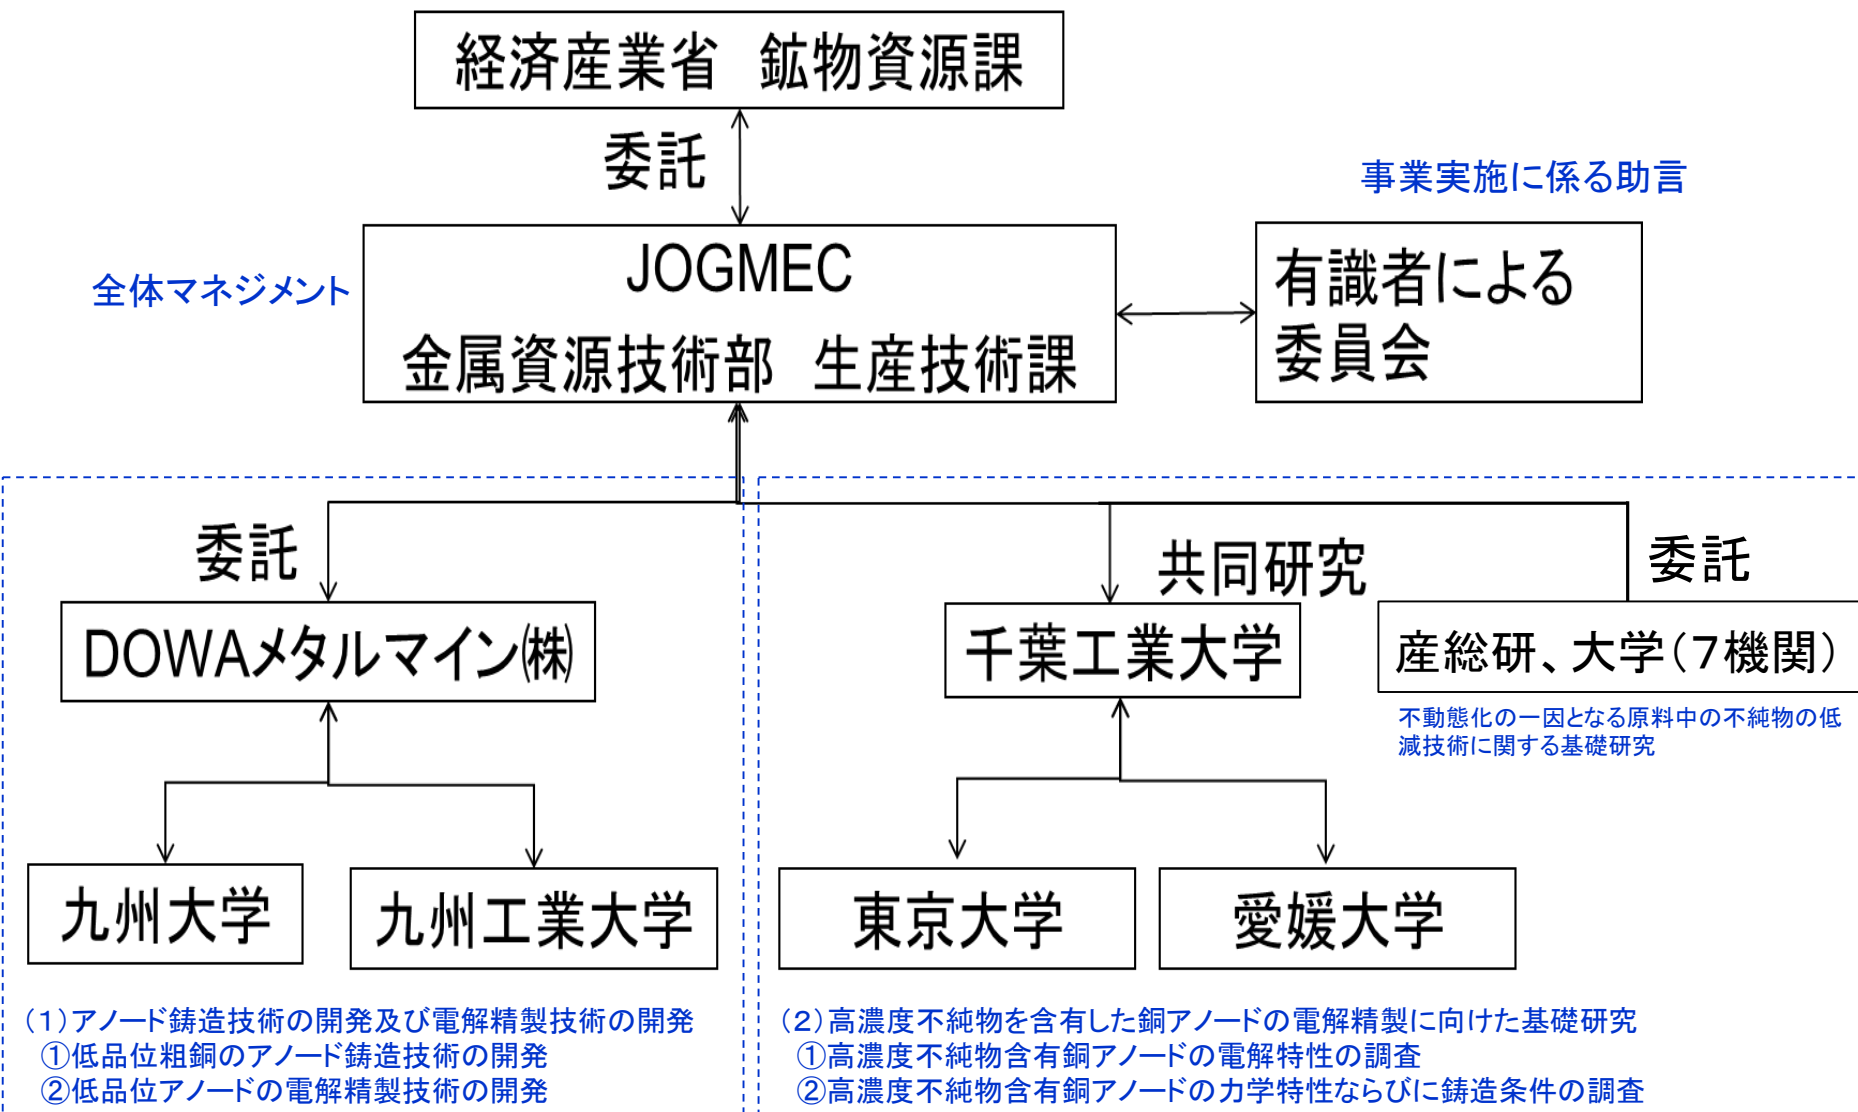 経済産業省　鉱物資源課
委託
事業実施に係る助言
全体マネジメント
JOGMEC
金属資源技術部　生産技術課
有識者による
委員会
委託
共同研究
委託
DOWAメタルマイン㈱
千葉工業大学
産総研、大学（7機関）
不動態化の一因となる原料中の不純物の低
減技術に関する基礎研究
九州大学
九州工業大学
東京大学
愛媛大学
（1）アノード鋳造技術の開発及び電解精製技術の開発
①低品位粗銅のアノード鋳造技術の開発
②低品位アノードの電解精製技術の開発
（2）高濃度不純物を含有した銅アノードの電解精製に向けた基礎研究
①高濃度不純物含有銅アノードの電解特性の調査
②高濃度不純物含有銅アノードの力学特性ならびに鋳造条件の調査